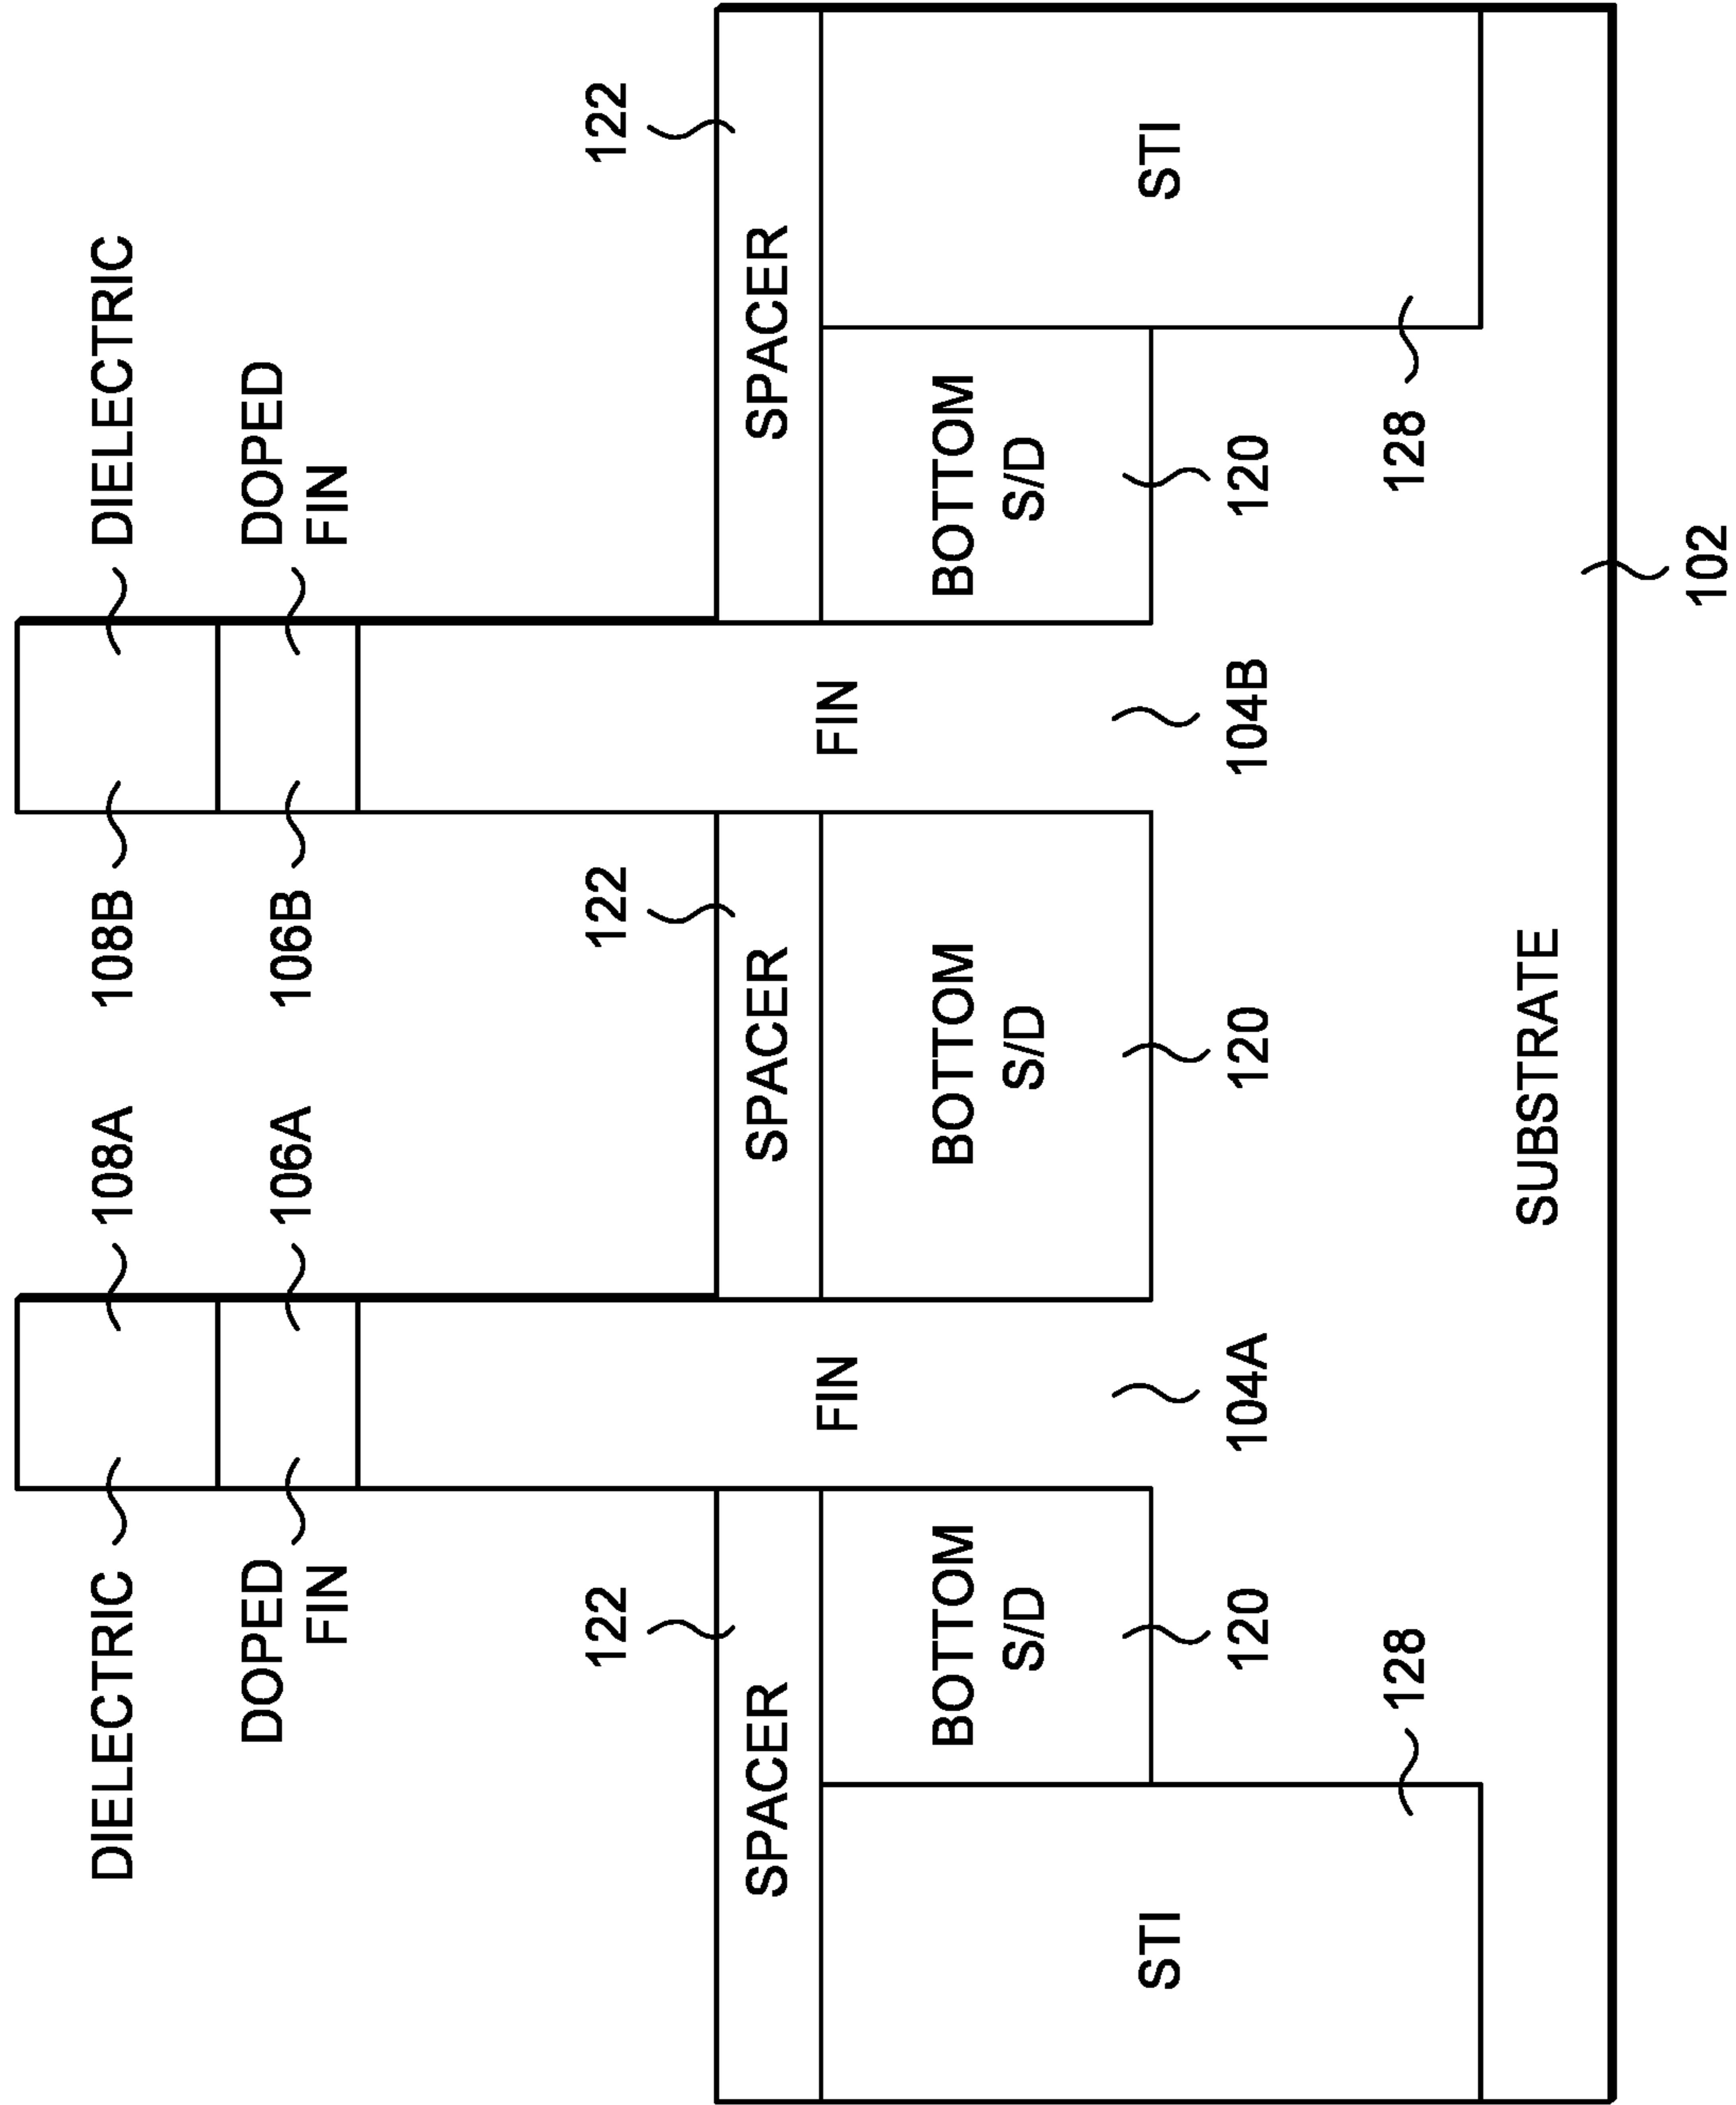 DIELECTRIC
108A
108B
DIELECTRIC
DOPED
FIN
106A
106B
DOPED
FIN
122
122
122
SPACER
SPACER
SPACER
FIN
FIN
BOTTOM
S/D
BOTTOM
S/D
BOTTOM
S/D
STI
STI
120
104A
120
104B
120
128
128
SUBSTRATE
102